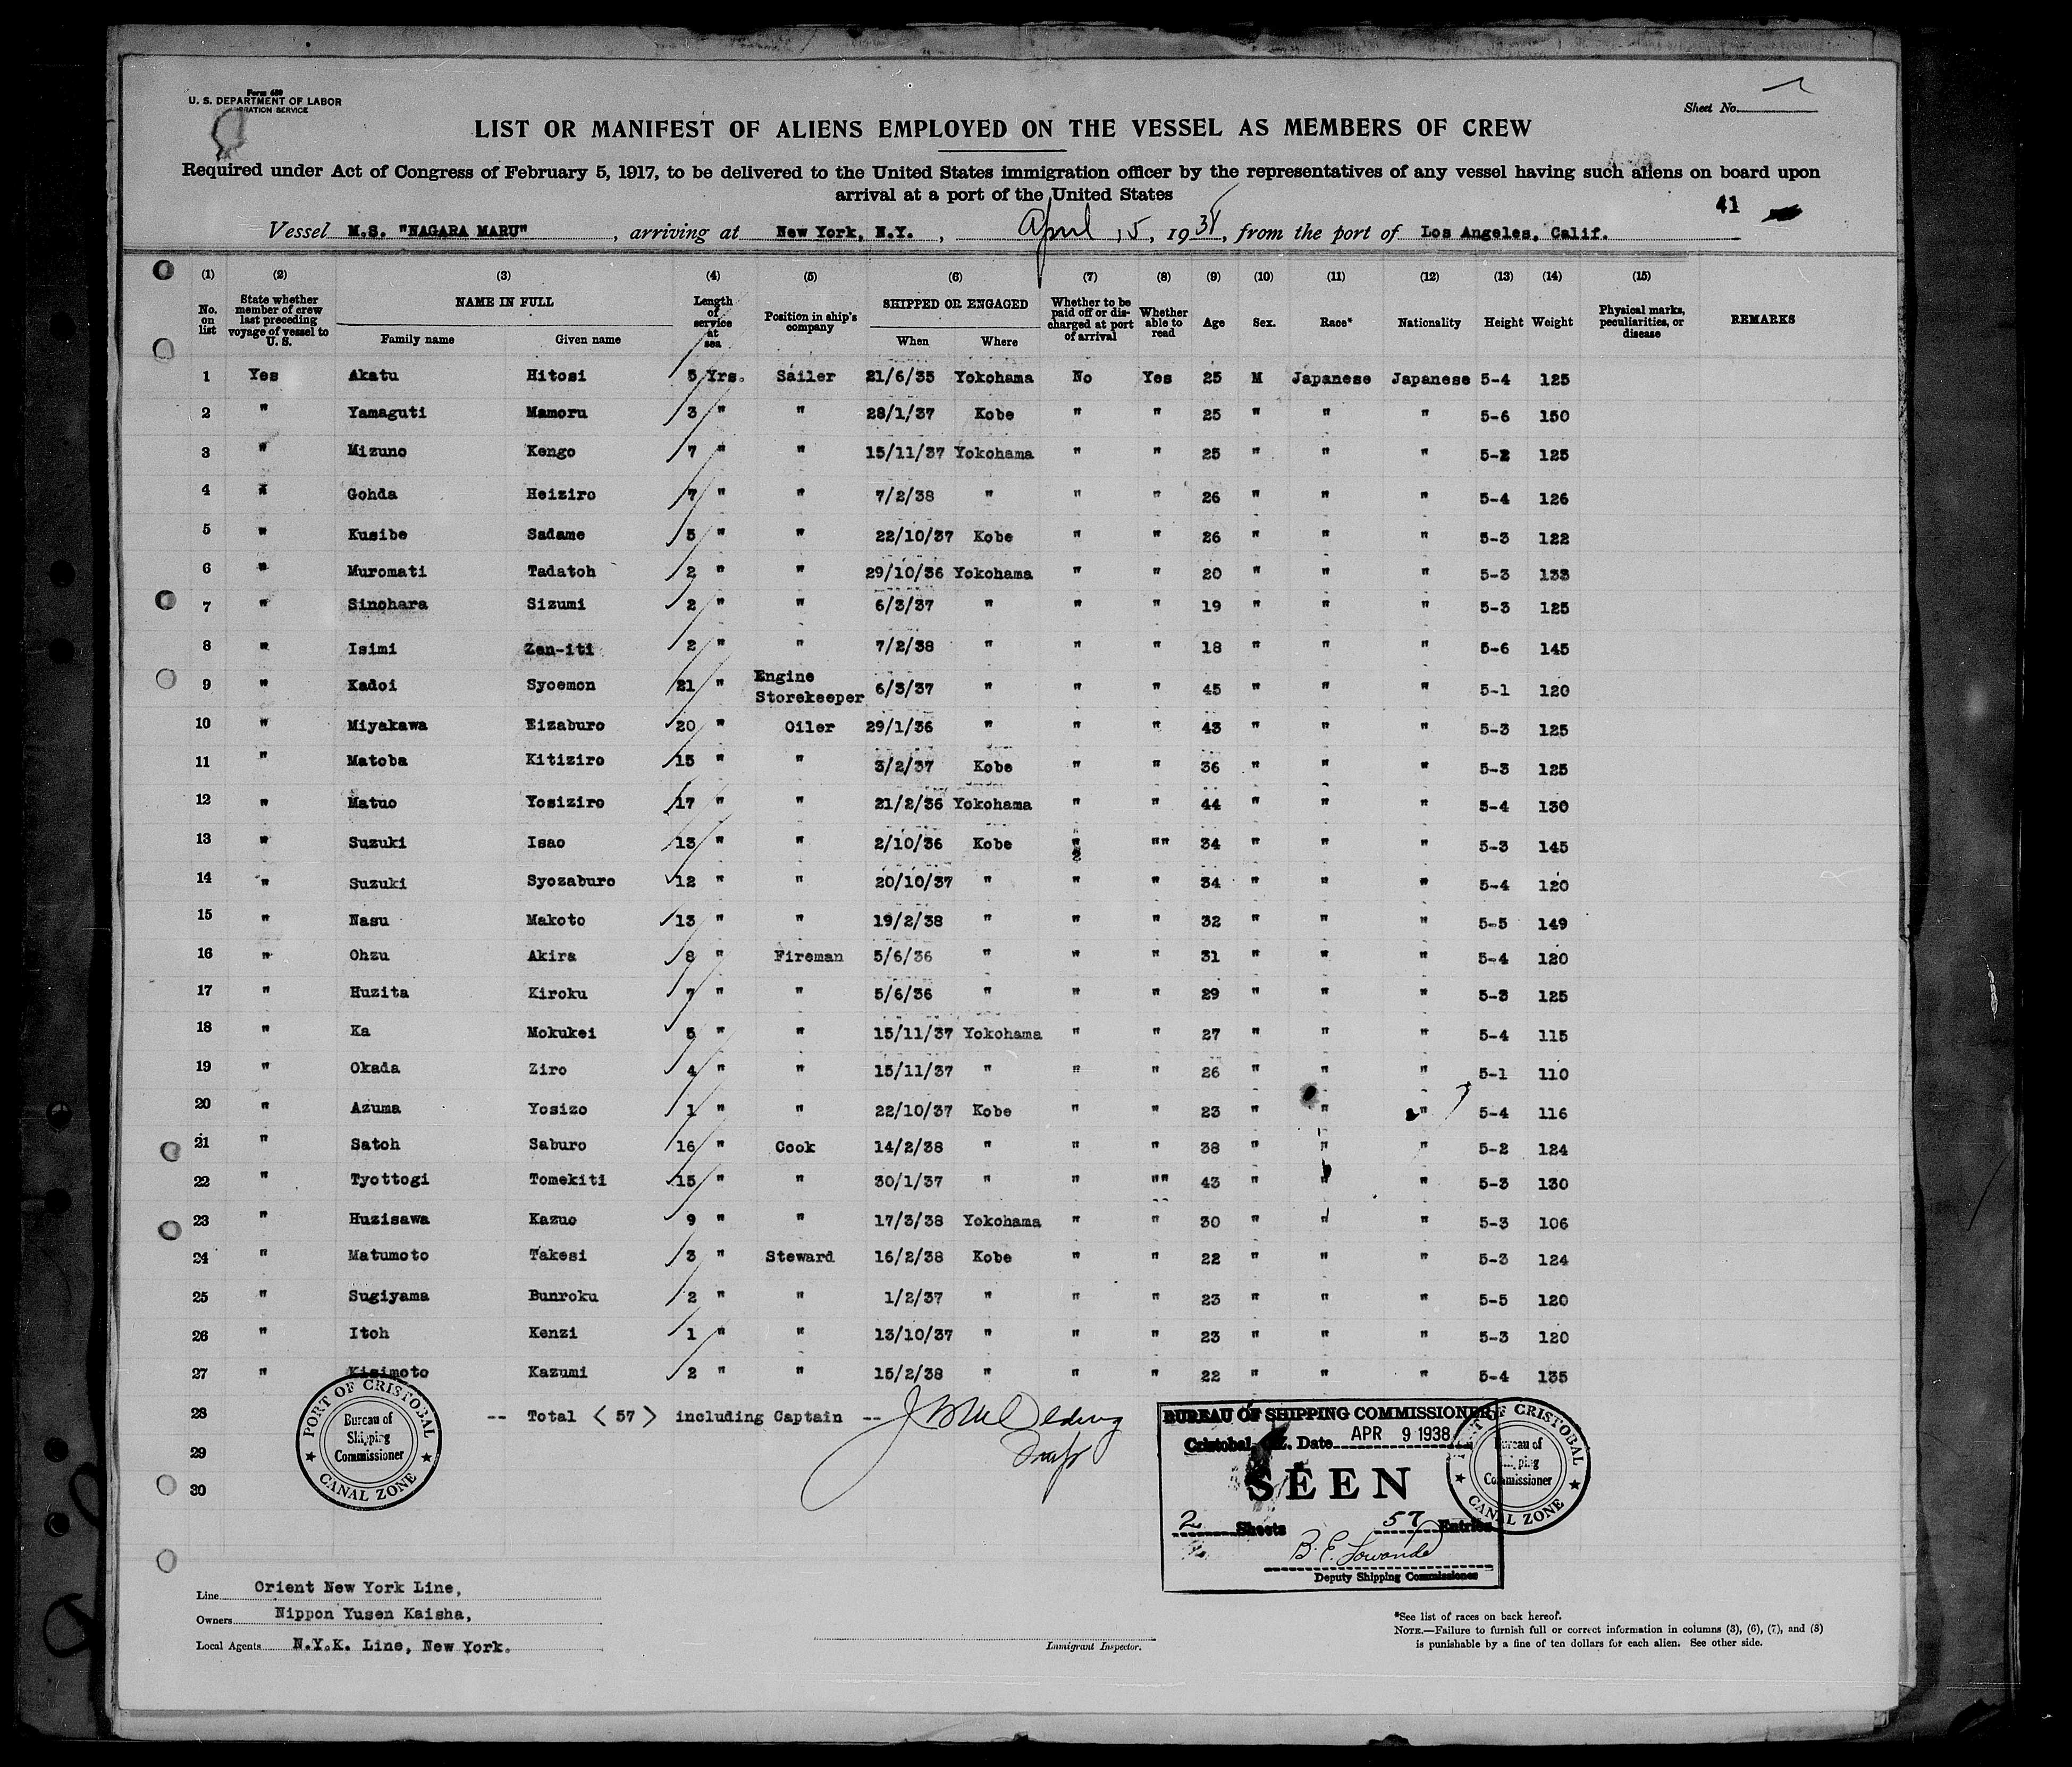 Form 680
U. S. DEPARTMENT OF LABOR
IMMIGRATION SERVICE
Sheet No.
LIST OR MANIFEST OF ALIENS EMPLOYED ON THE VESSEL AS MEMBERS OF CREW
Required under Act of Congress of February 5, 1917, to be delivered to the United States immigration officer by the representatives of any vessel having such aliens on board upon
arrival at a port of the United States
41
Vessel M.S. "NAGARA MARU", arriving at New York, N.Y., April 15, 1938, from the port of Los Angeles, Calif.
(1) (2) (3) (4) (5) (6) (7) (8) (9) (10) (11) (12) (13) (14) (15)
No. on list State whether member of crew last preceding voyage of vessel to U. S. NAME IN FULL Family name Given name Length of service at sea Position in ship's company SHIPPED OR ENGAGED When Where Whether to be paid off or discharged at port of arrival Whether able to read Age Sex. Race* Nationality Height Weight Physical marks, peculiarities, or disease REMARKS
1 Yes Akatu Hitosi 5 Yrs. Sailer 21/6/35 Yokohama No Yes 25 M Japanese Japanese 5-4 125
2 " Yamaguti Mamoru 3 " " 28/1/37 Kobe " " 25 " " " 5-6 150
3 " Mizuno Kengo 7 " " 15/11/37 Yokohama " " 25 " " " 5-2 125
4 " Gohda Heiziro 7 " " 7/2/38 " " " 26 " " " 5-4 126
5 " Kusibe Sadame 5 " " 22/10/37 Kobe " " 26 " " " 5-3 122
6 " Muromati Tadatoh 2 " " 29/10/36 Yokohama " " 20 " " " 5-3 133
7 " Sinohara Sizumi 2 " " 6/3/37 " " " 19 " " " 5-3 125
8 " Isimi Zen-iti 2 " " 7/2/38 " " " 18 " " " 5-6 145
9 " Kadoi Syoemon 21 " Engine Storekeeper 6/3/37 " " " 45 " " " 5-1 120
10 " Miyakawa Eizaburo 20 " Oiler 29/1/36 " " " 43 " " " 5-3 125
11 " Matoba Kitiziro 15 " " 3/2/37 Kobe " " 36 " " " 5-3 125
12 " Matuo Yosiziro 17 " " 21/2/36 Yokohama " " 44 " " " 5-4 130
13 " Suzuki Isao 13 " " 2/10/36 Kobe " "" 34 " " " 5-3 145
14 " Suzuki Syozaburo 12 " " 20/10/37 " " " 34 " " " 5-4 120
15 " Nasu Makoto 13 " " 19/2/38 " " " 32 " " " 5-5 149
16 " Ohzu Akira 8 " Fireman 5/6/36 " " " 31 " " " 5-4 120
17 " Huzita Kiroku 7 " " 5/6/36 " " " 29 " " " 5-3 125
18 " Ka Mokukei 5 " " 15/11/37 Yokohama " " 27 " " " 5-4 115
19 " Okada Ziro 4 " " 15/11/37 " " " 26 " " " 5-1 110
20 " Azuma Yosizo 1 " " 22/10/37 Kobe " " 23 " " " 5-4 116
21 " Satoh Saburo 16 " Cook 14/2/38 " " " 38 " " " 5-2 124
22 " Tyottogi Tomekiti 15 " " 30/1/37 " " "" 43 " " " 5-3 130
23 " Huzisawa Kazuo 9 " " 17/3/38 Yokohama " " 30 " " " 5-3 106
24 " Matumoto Takesi 3 " Steward 16/2/38 Kobe " " 22 " " " 5-3 124
25 " Sugiyama Bunroku 2 " " 1/2/37 " " " 23 " " " 5-5 120
26 " Itoh Kenzi 1 " " 13/10/37 " " " 23 " " " 5-3 120
27 " Kisimoto Kazumi 2 " " 15/2/38 " " " 22 " " " 5-4 135
28 -- Total < 57 > including Captain --
29
30
PORT OF CRISTOBAL
Bureau of
Shipping
Commissioner
CANAL ZONE
BUREAU OF SHIPPING COMMISSIONER
Cristobal, C.Z. Date APR 9 1938
SEEN
2 Sheets 57 Entries
Deputy Shipping Commissioner
PORT OF CRISTOBAL
Bureau of
Shipping
Commissioner
CANAL ZONE
Line Orient New York Line,
Owners Nippon Yusen Kaisha,
Local Agents N.Y.K. Line, New York.
Immigrant Inspector.
*See list of races on back hereof.
NOTE.—Failure to furnish full or correct information in columns (3), (6), (7), and (8)
is punishable by a fine of ten dollars for each alien. See other side.